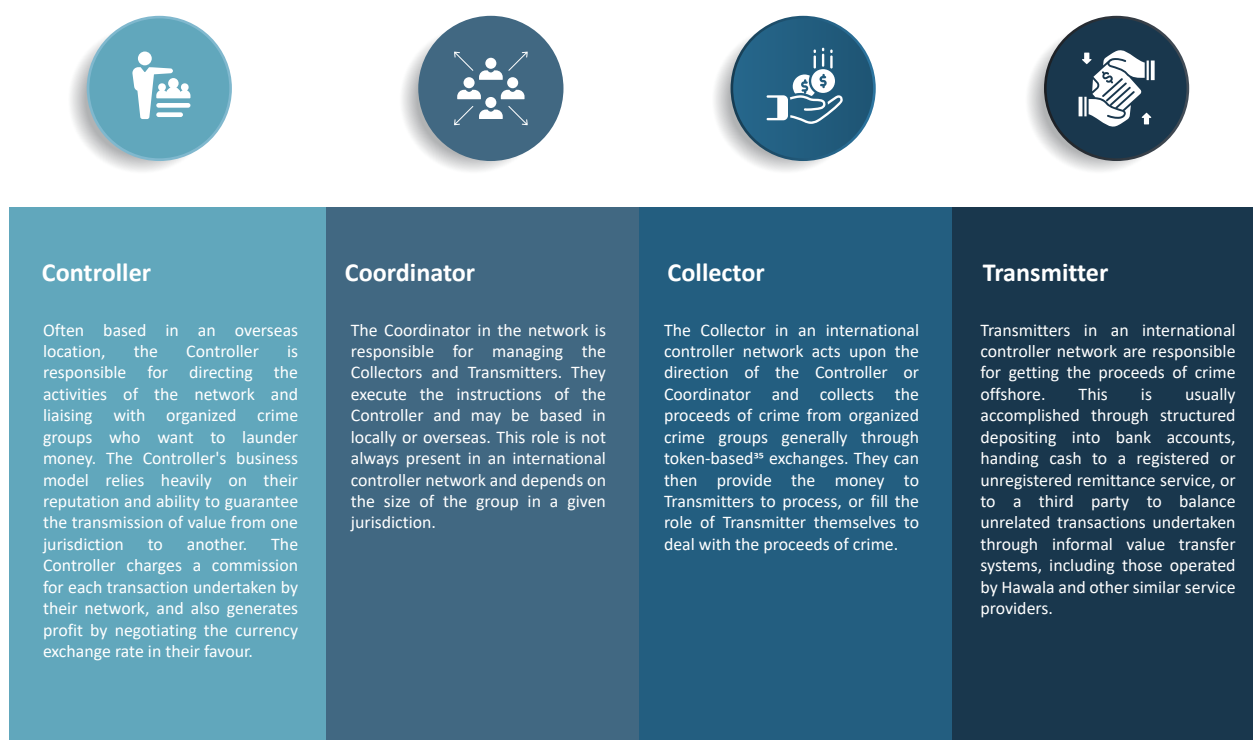 Controller
Often based in an overseas
location, the Controller is
responsible for directing the
activities of the network and
liaising with organized crime
groups who want to launder
money. The Controller's business
model relies heavily on their
reputation and ability to guarantee
the transmission of value from one
jurisdiction to another. The
Controller charges a commission
for each transaction undertaken by
their network, and also generates
profit by negotiating the currency
exchange rate in their favour.
Coordinator
The Coordinator in the network is
responsible for managing the
Collectors and Transmitters. They
execute the instructions of the
Controller and may be based in
locally or overseas. This role is not
always present in an international
controller network and depends on
the size of the group in a given
jurisdiction.
Collector
The Collector in an international
controller network acts upon the
direction of the Controller or
Coordinator and collects the
proceeds of crime from organized
crime groups generally through
token-based³⁵ exchanges. They can
then provide the money to
Transmitters to process, or fill the
role of Transmitter themselves to
deal with the proceeds of crime.
Transmitter
Transmitters in an international
controller network are responsible
for getting the proceeds of crime
offshore. This is usually
accomplished through structured
depositing into bank accounts,
handing cash to a registered or
unregistered remittance service, or
to a third party to balance
unrelated transactions undertaken
through informal value transfer
systems, including those operated
by Hawala and other similar service
providers.